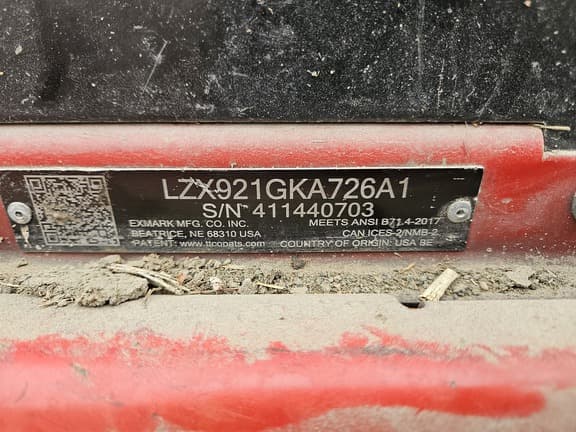 LZX921GKA726A1
S/N 411440703
EXMARK MFG. CO. INC. MEETS ANSI B71.4-2017
BEATRICE, NE 68310 USA CAN ICES-2/NMB-2
PATENT: www.ttcopats.com COUNTRY OF ORIGIN: USA BE